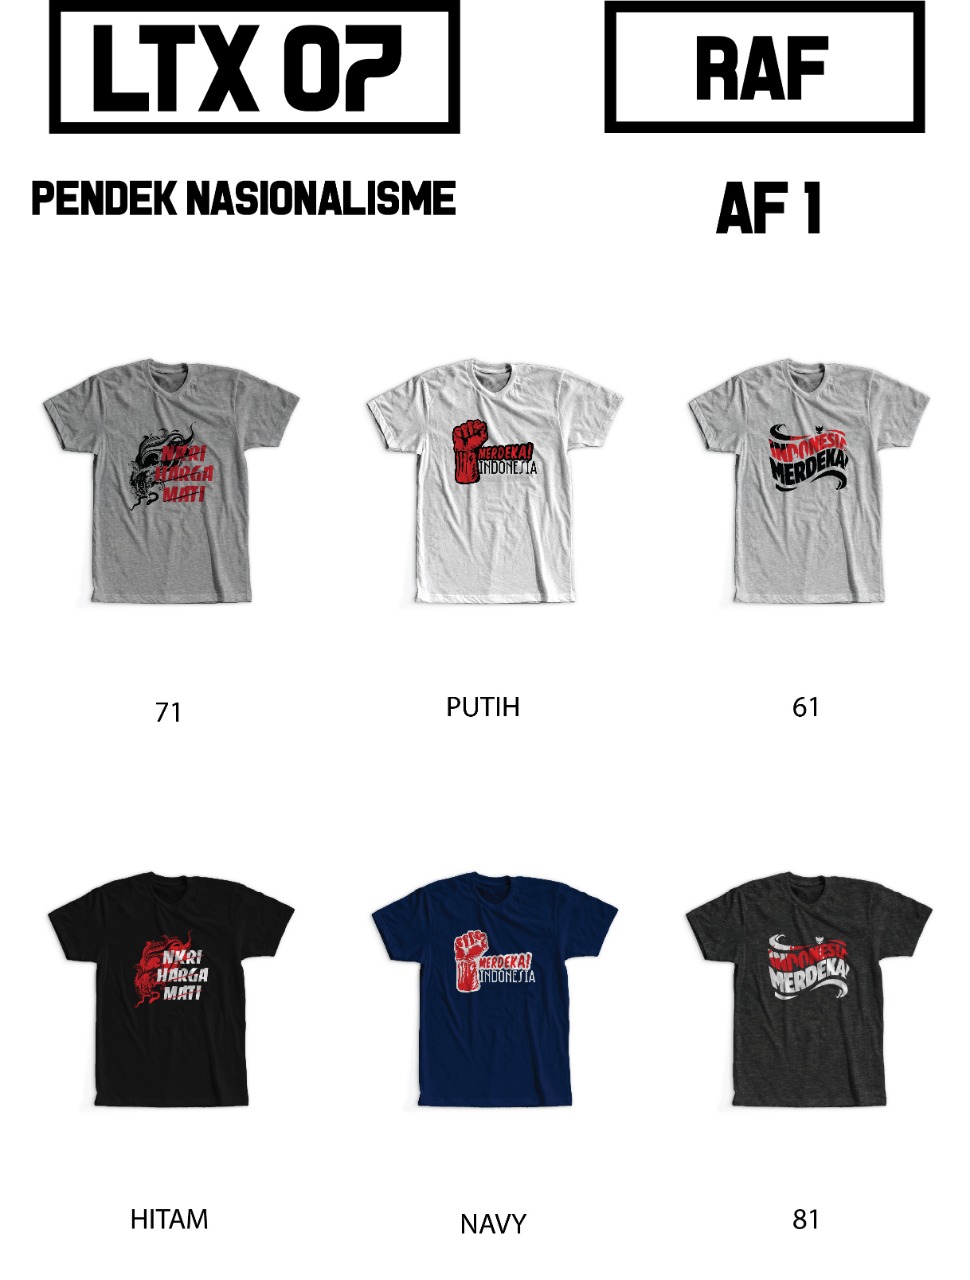 LTX 07
RAF
PENDEK NASIONALISME
AF 1
NKRI
HARGA
MATI
MERDEKA!
INDONESIA
INDONESIA
MERDEKA!
71
PUTIH
61
NKRI
HARGA
MATI
MERDEKA!
INDONESIA
INDONESIA
MERDEKA!
HITAM
NAVY
81